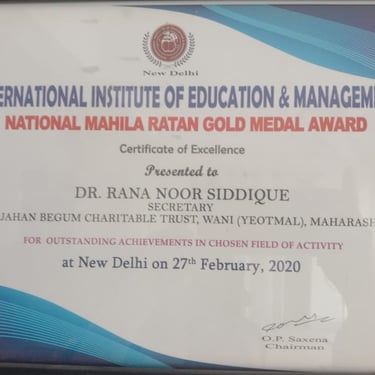 New Delhi
ERNATIONAL INSTITUTE OF EDUCATION & MANAGEME
NATIONAL MAHILA RATAN GOLD MEDAL AWARD
Certificate of Excellence
Presented to
DR. RANA NOOR SIDDIQUE
SECRETARY
JAHAN BEGUM CHARITABLE TRUST, WANI (YEOTMAL), MAHARASH
FOR OUTSTANDING ACHIEVEMENTS IN CHOSEN FIELD OF ACTIVITY
at New Delhi on 27th February, 2020
O.P. Saxena
Chairman